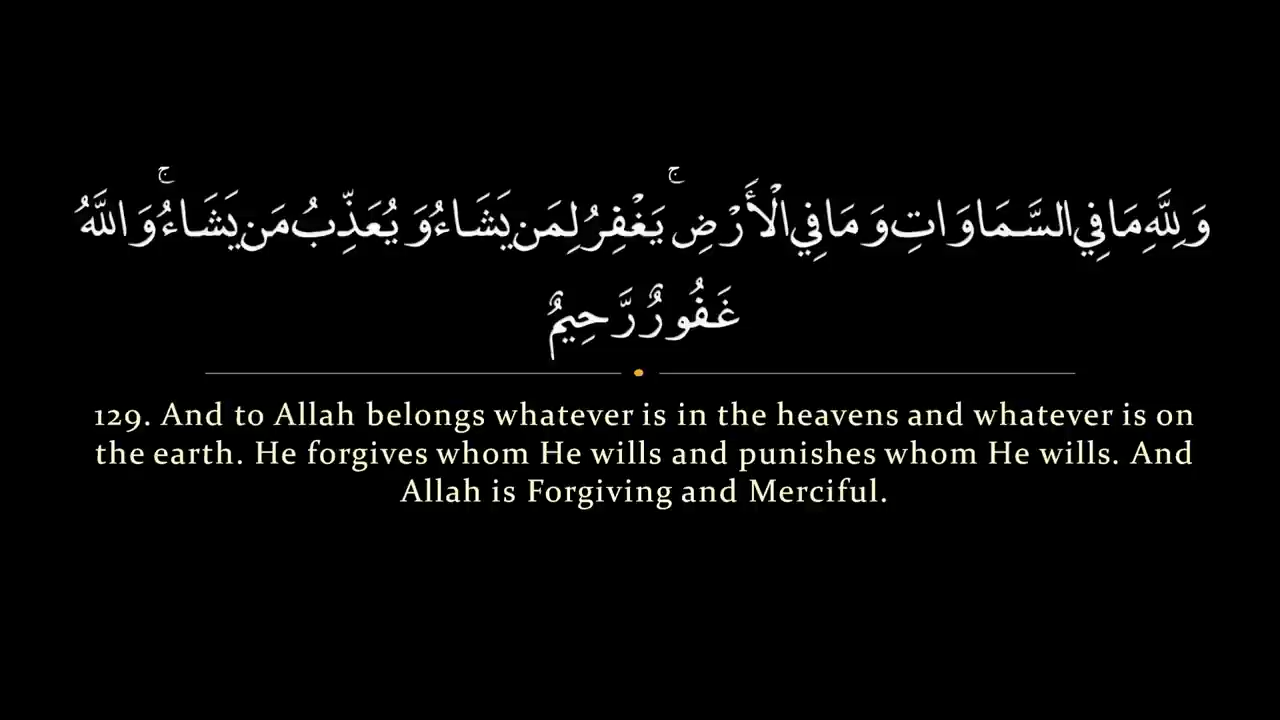 وَلِلَّهِ مَا فِي السَّمَاوَاتِ وَمَا فِي الْأَرْضِ ۚ يَغْفِرُ لِمَن يَشَاءُ وَيُعَذِّبُ مَن يَشَاءُ ۚ وَاللَّهُ
غَفُورٌ رَّحِيمٌ
129. And to Allah belongs whatever is in the heavens and whatever is on
the earth. He forgives whom He wills and punishes whom He wills. And
Allah is Forgiving and Merciful.